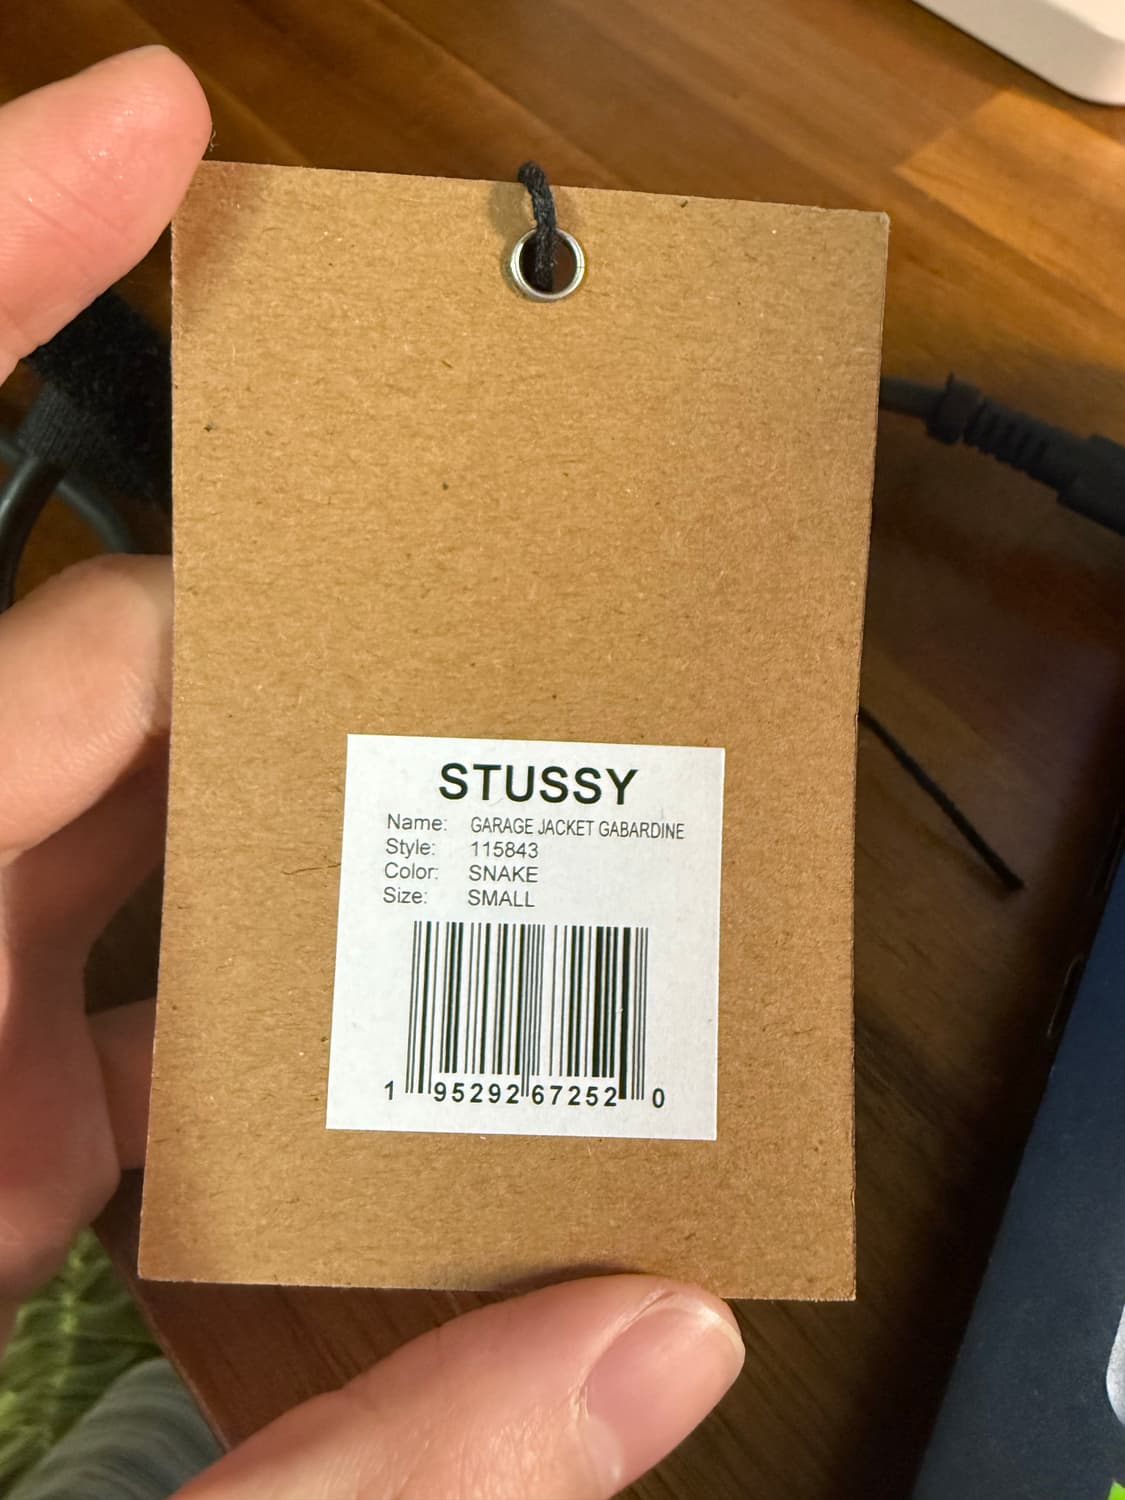 STUSSY
Name: GARAGE JACKET GABARDINE
Style: 115843
Color: SNAKE
Size: SMALL
1 95292 67252 0